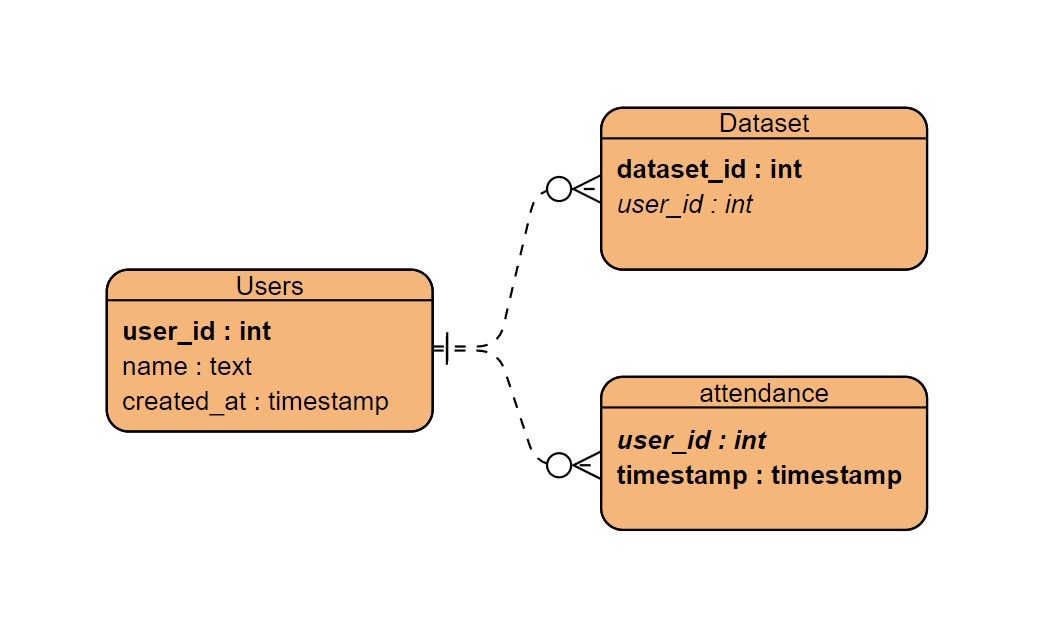 Dataset
dataset_id : int
user_id : int
Users
user_id : int
name : text
created_at : timestamp
attendance
user_id : int
timestamp : timestamp